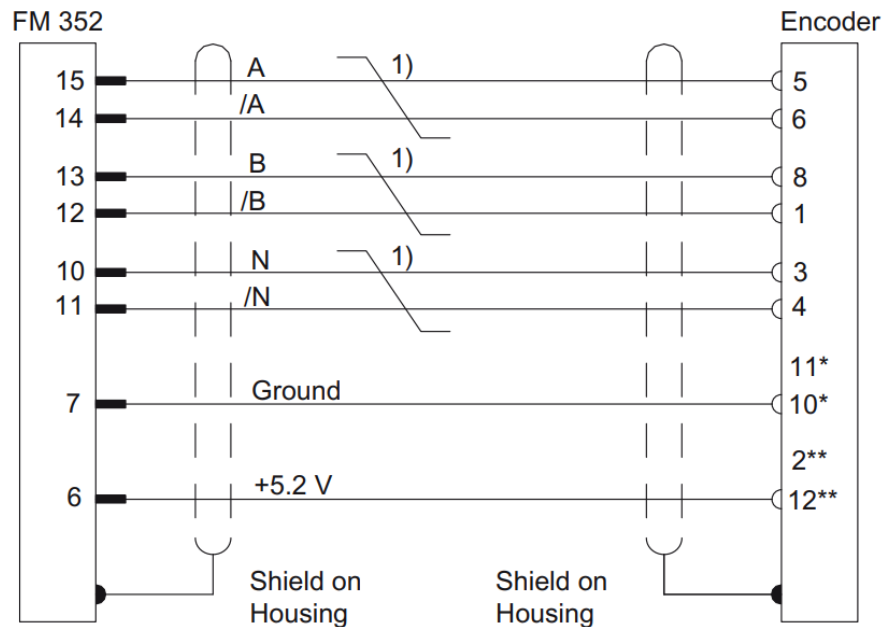 FM 352 Encoder
15 A 1) 5
14 /A 6
13 B 1) 8
12 /B 1
10 N 1) 3
11 /N 4
11*
7 Ground 10*
2**
6 +5.2 V 12**
Shield on Shield on
Housing Housing